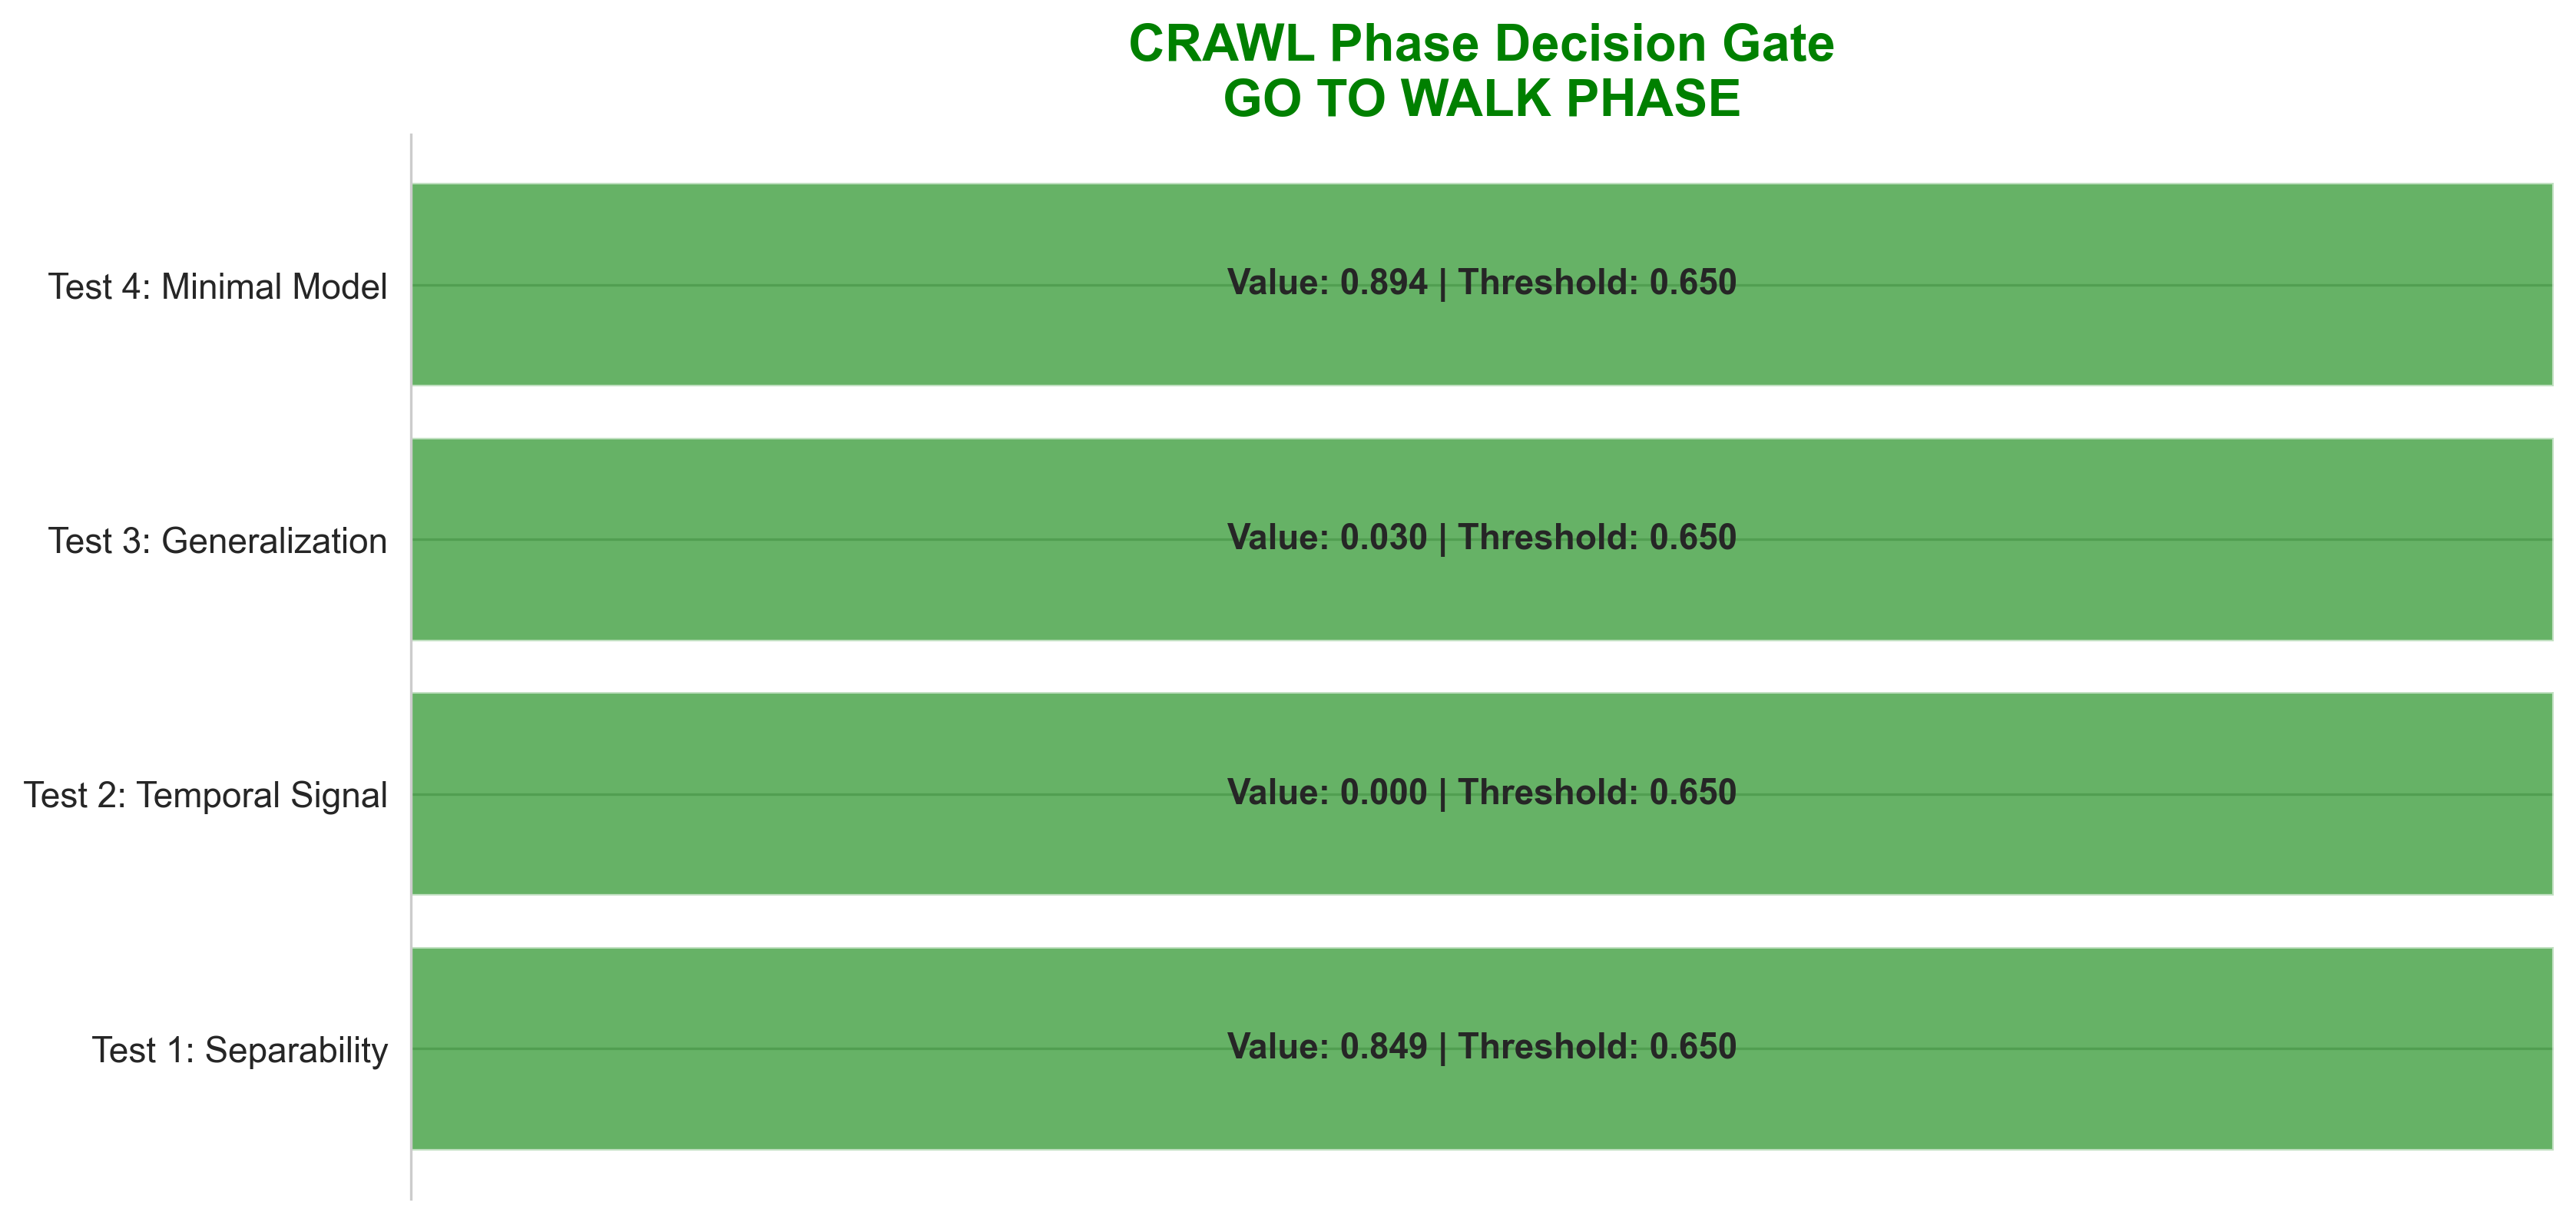 CRAWL Phase Decision Gate
GO TO WALK PHASE
Test 4: Minimal Model
Value: 0.894 | Threshold: 0.650
Test 3: Generalization
Value: 0.030 | Threshold: 0.650
Test 2: Temporal Signal
Value: 0.000 | Threshold: 0.650
Test 1: Separability
Value: 0.849 | Threshold: 0.650